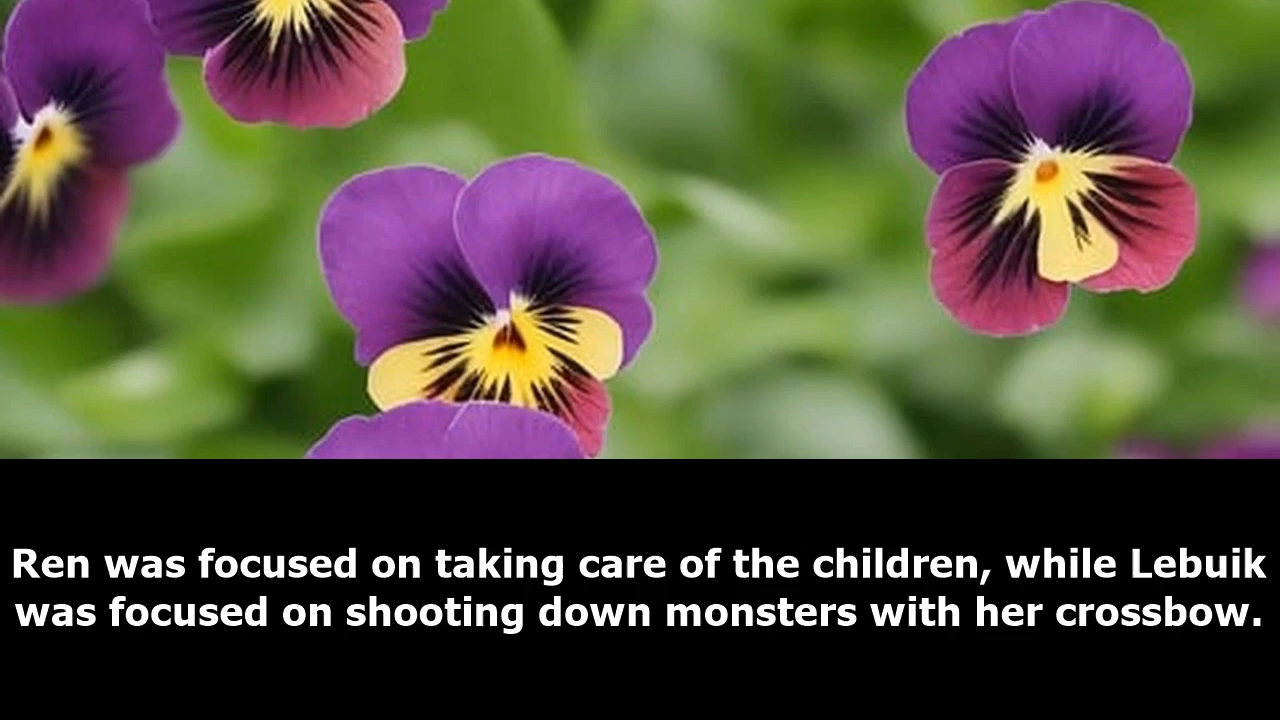 Ren was focused on taking care of the children, while Lebuik
was focused on shooting down monsters with her crossbow.